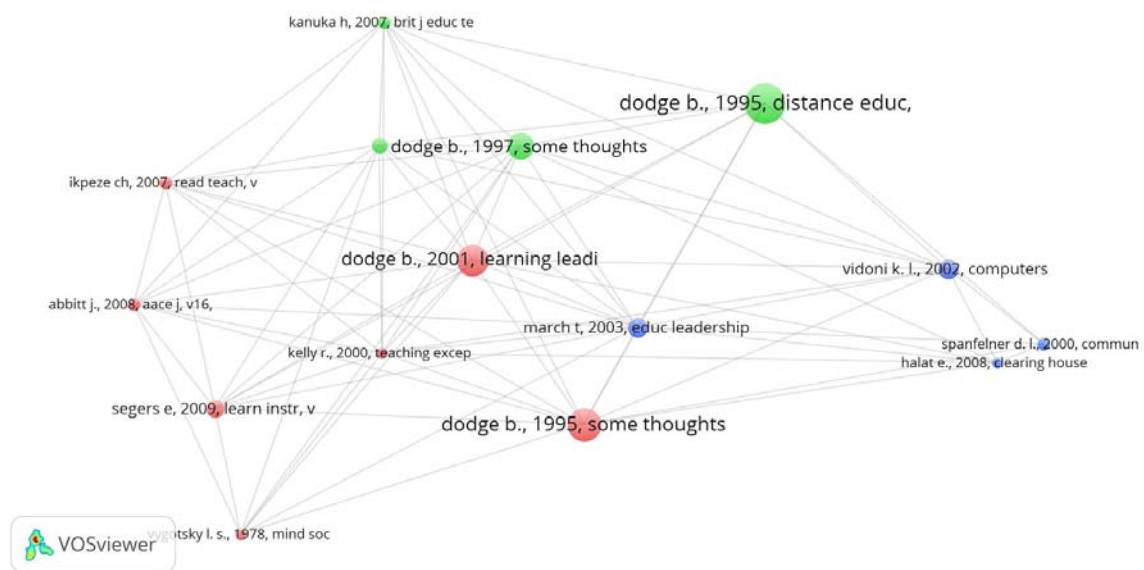 kanuka h, 2007, brit j educ te
dodge b., 1995, distance educ,
dodge b., 1997, some thoughts
ikpeze ch, 2007, read teach, v
dodge b., 2001, learning leadi
vidoni k. l., 2002, computers
abbitt j., 2008, aace j, v16,
march t, 2003, educ leadership
spanfelner d. l., 2000, commun
kelly r., 2000, teaching excep
halat e., 2008, clearing house
segers e, 2009, learn instr, v
dodge b., 1995, some thoughts
vygotsky l. s., 1978, mind soc
VOSviewer